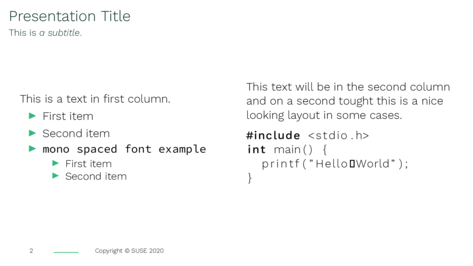 Presentation Title
This is a subtitle.
This is a text in first column.
First item
Second item
mono spaced font example
First item
Second item
This text will be in the second column
and on a second tought this is a nice
looking layout in some cases.
#include <stdio.h>
int main() {
printf("Hello▯World");
}
2
Copyright © SUSE 2020